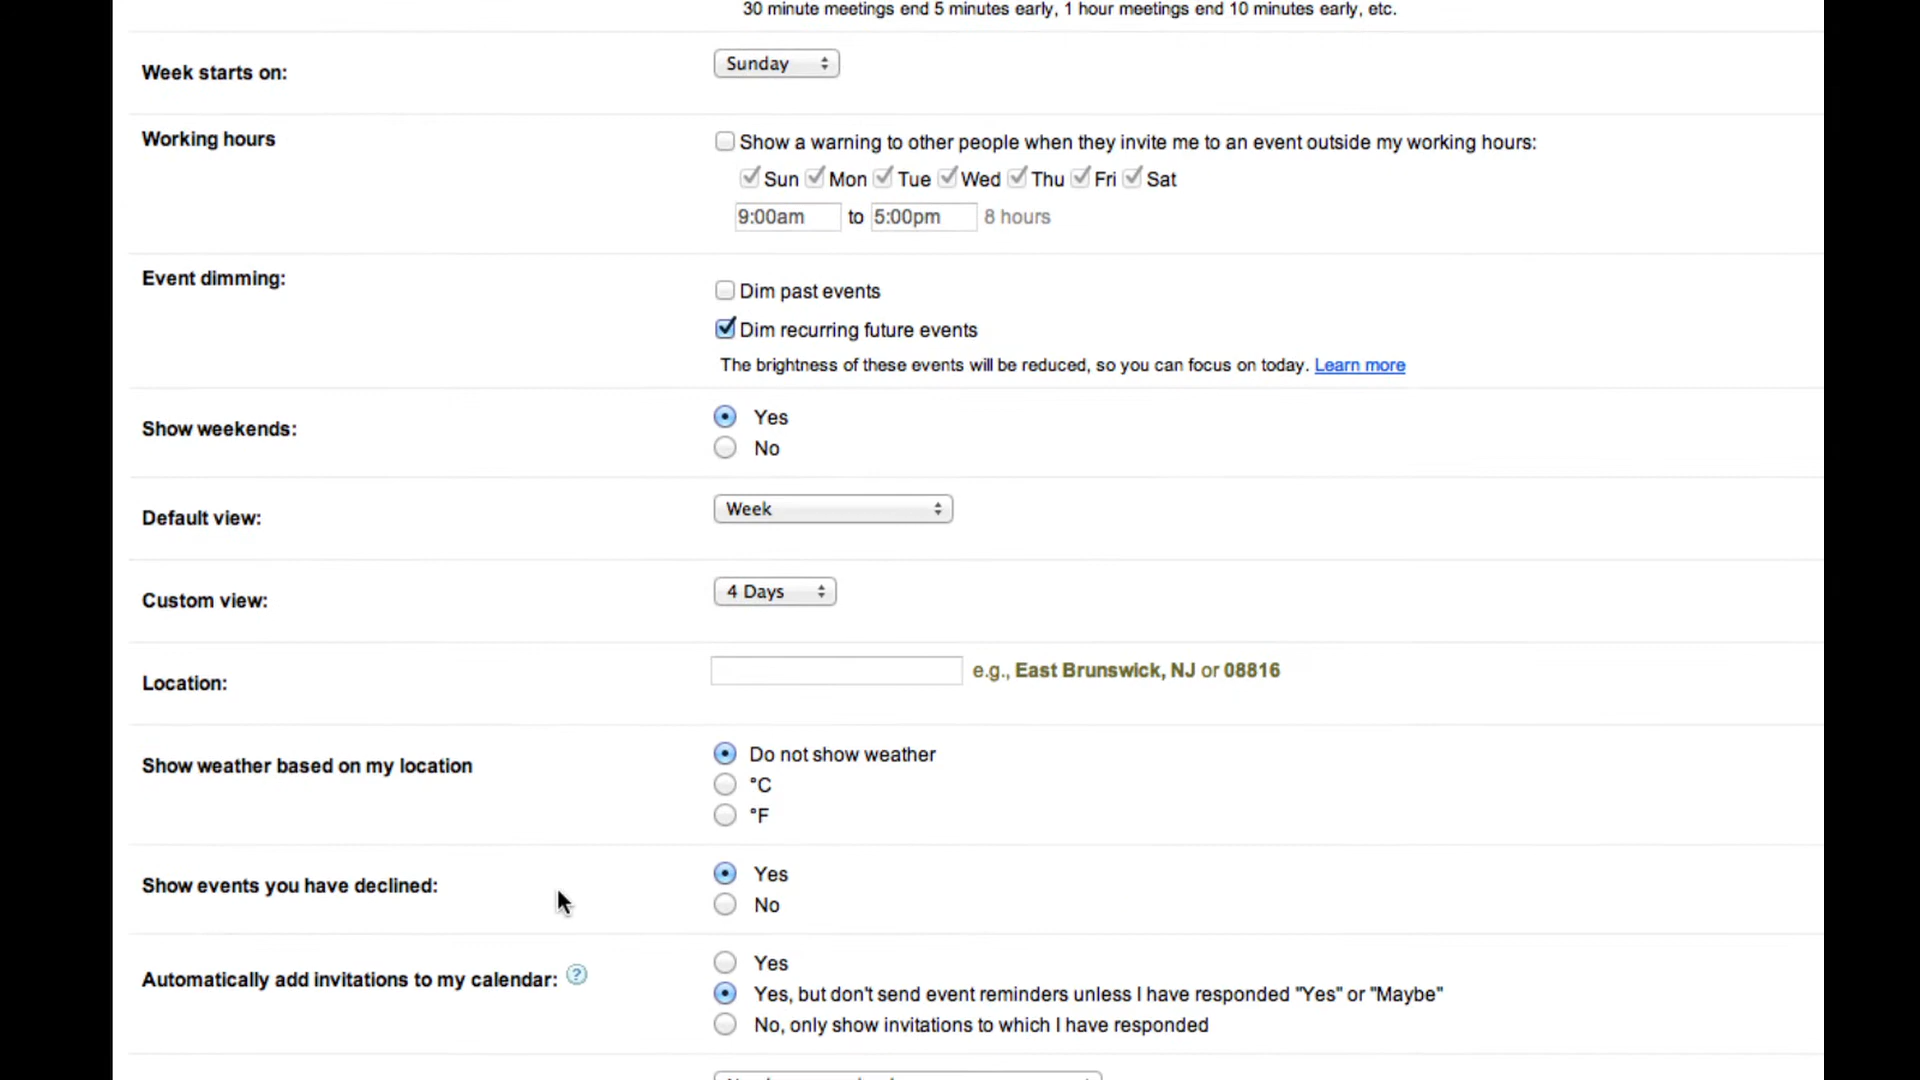 30 minute meetings end 5 minutes early, 1 hour meetings end 10 minutes early, etc.
Week starts on:
Sunday
Working hours
Show a warning to other people when they invite me to an event outside my working hours:
Sun Mon Tue Wed Thu Fri Sat
9:00am to 5:00pm 8 hours
Event dimming:
Dim past events
Dim recurring future events
The brightness of these events will be reduced, so you can focus on today. Learn more
Show weekends:
Yes
No
Default view:
Week
Custom view:
4 Days
Location:
e.g., East Brunswick, NJ or 08816
Show weather based on my location
Do not show weather
°C
°F
Show events you have declined:
Yes
No
Automatically add invitations to my calendar: ?
Yes
Yes, but don't send event reminders unless I have responded "Yes" or "Maybe"
No, only show invitations to which I have responded